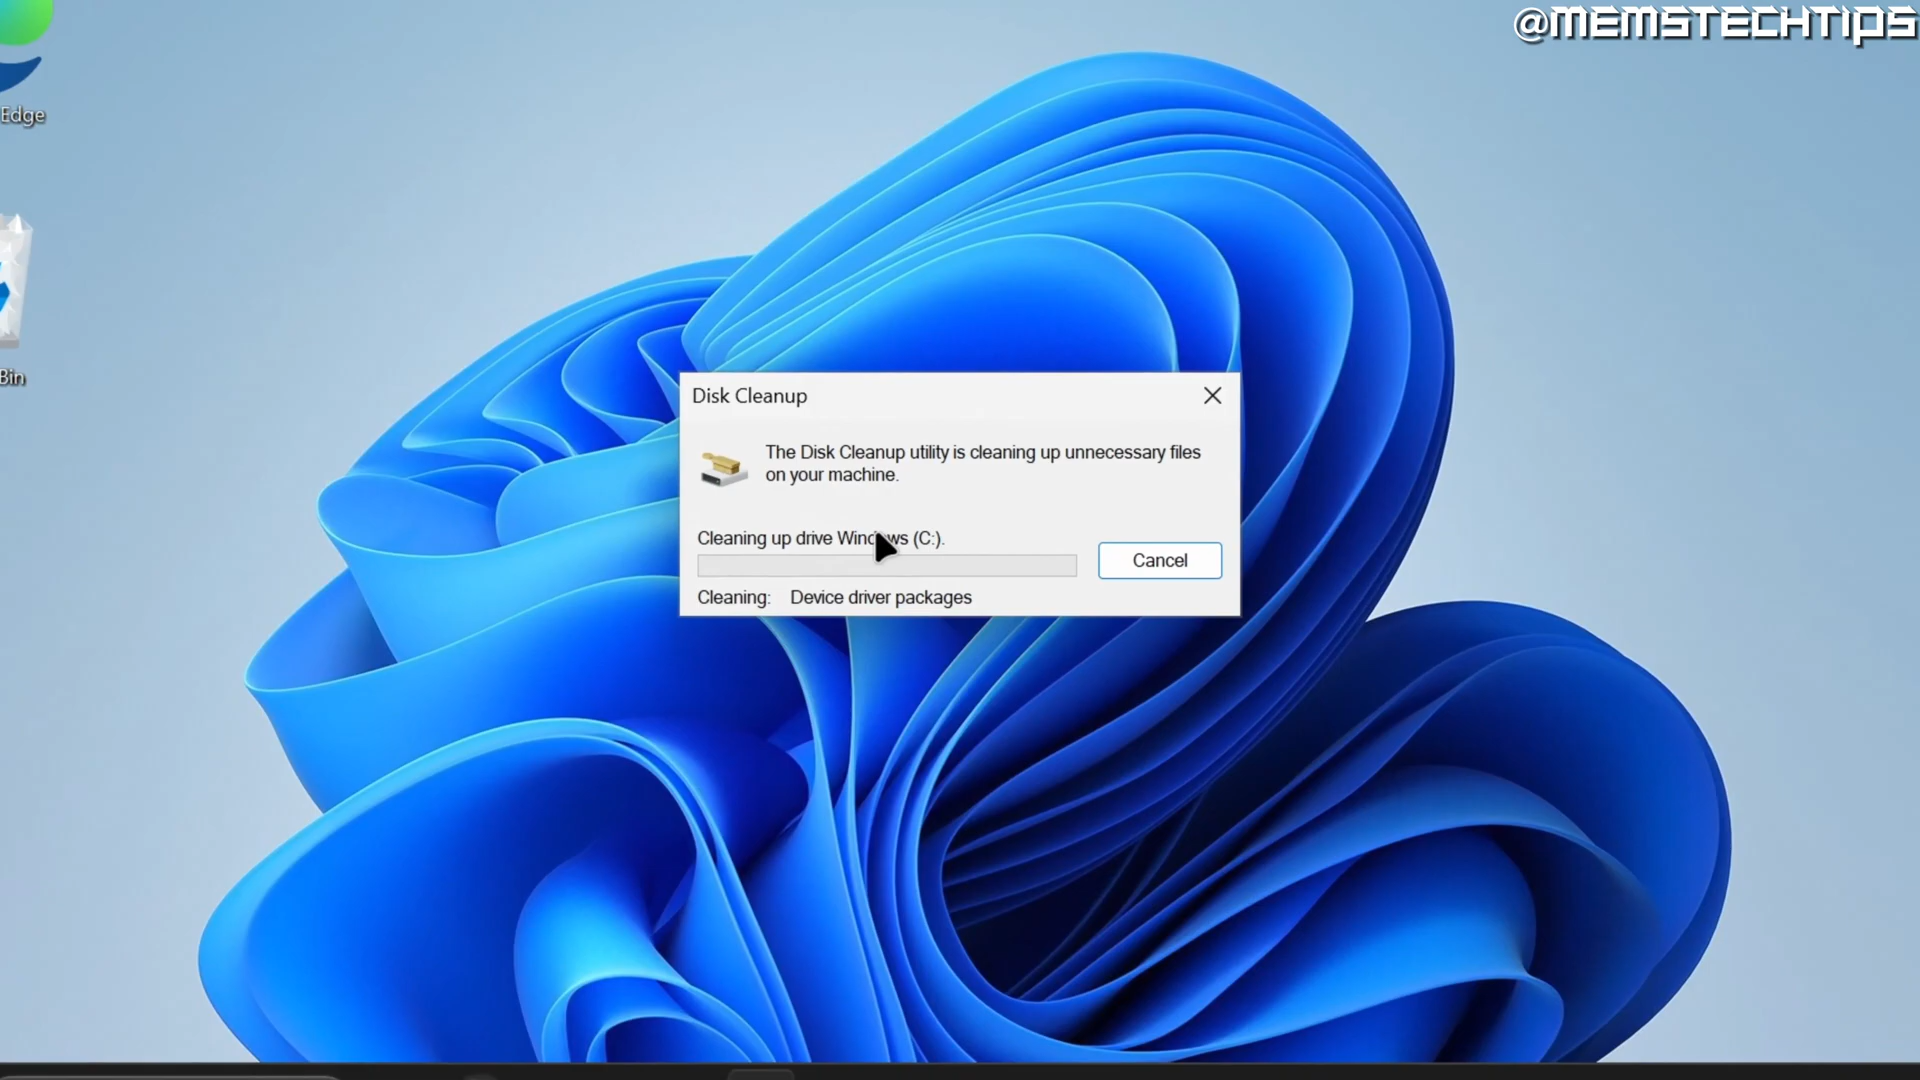 @MEMSTECHTIPS
Edge
Bin
Disk Cleanup
The Disk Cleanup utility is cleaning up unnecessary files
on your machine.
Cleaning up drive Windows (C:).
Cancel
Cleaning: Device driver packages